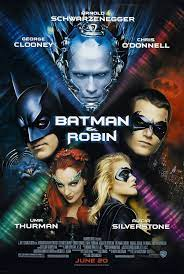 ARNOLD
SCHWARZENEGGER
GEORGE
CLOONEY
CHRIS
O'DONNELL
BATMAN
&
ROBIN
UMA
THURMAN
ALICIA
SILVERSTONE
JUNE 20